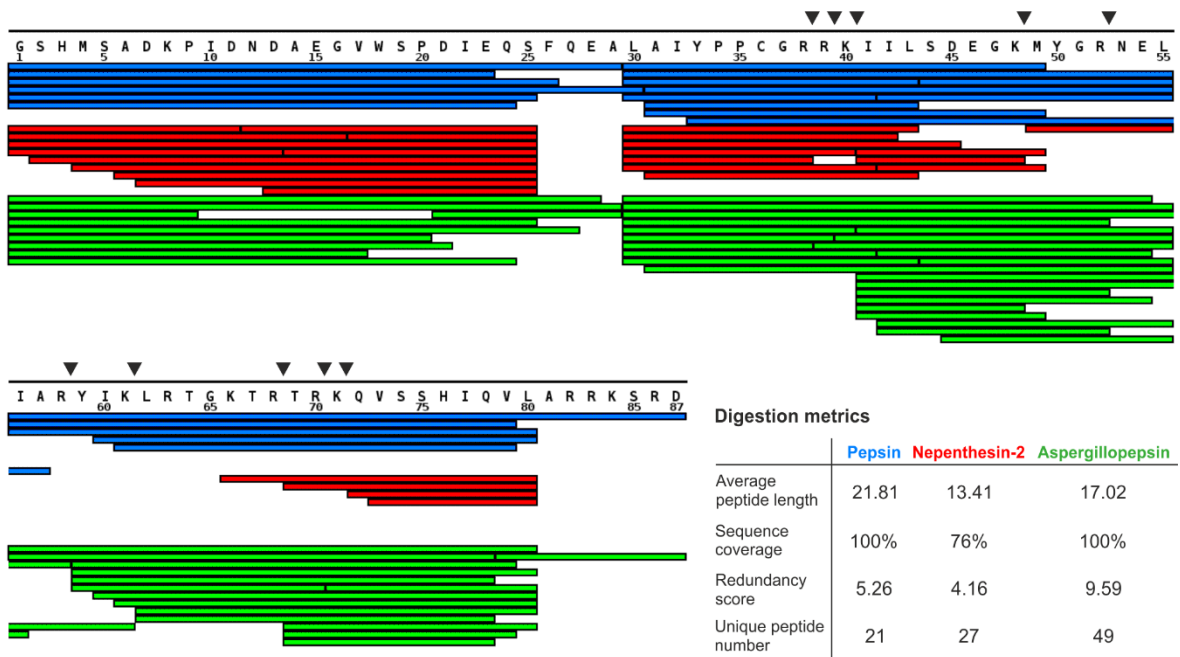 G S H M S A D K P I D N D A E G V W S P D I E Q S F Q E A L A I Y P P C G R R K I I L S D E G K M Y G R N E L
1 5 10 15 20 25 30 35 40 45 50 55
I A R Y I K L R T G K T R T R K Q V S S H I Q V L A R R K S R D
60 65 70 75 80 85 87
Digestion metrics
Pepsin Nepenthesin-2 Aspergillopepsin
Average
peptide length 21.81 13.41 17.02
Sequence
coverage 100% 76% 100%
Redundancy
score 5.26 4.16 9.59
Unique peptide
number 21 27 49